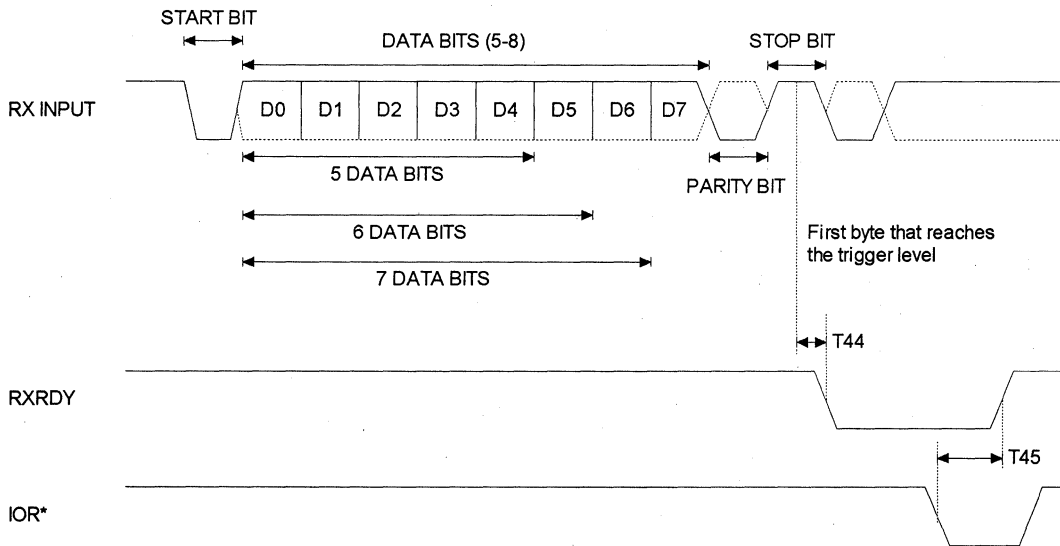 START BIT
DATA BITS (5-8)
STOP BIT
RX INPUT
D0 D1 D2 D3 D4 D5 D6 D7
5 DATA BITS
PARITY BIT
6 DATA BITS
First byte that reaches
the trigger level
7 DATA BITS
T44
RXRDY
T45
IOR*